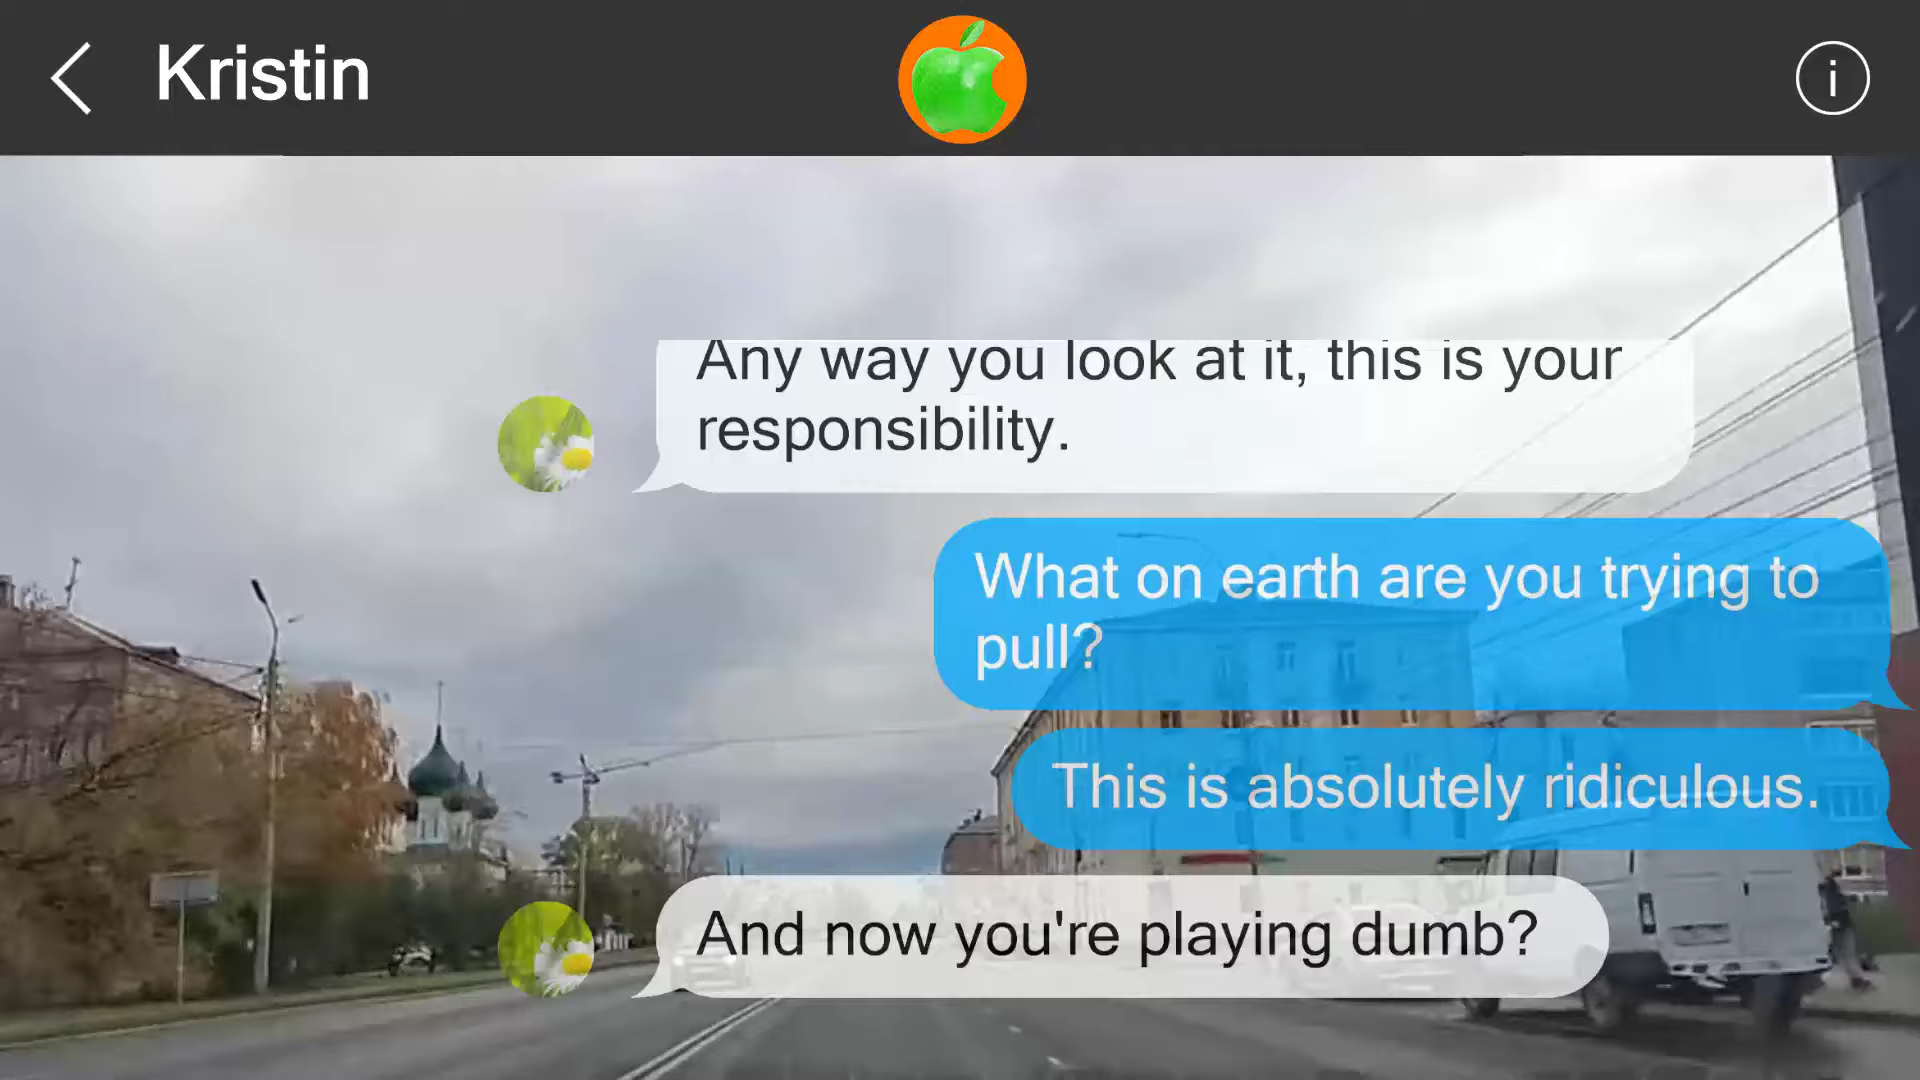 Kristin
i
Any way you look at it, this is your
responsibility.
What on earth are you trying to
pull?
This is absolutely ridiculous.
And now you're playing dumb?